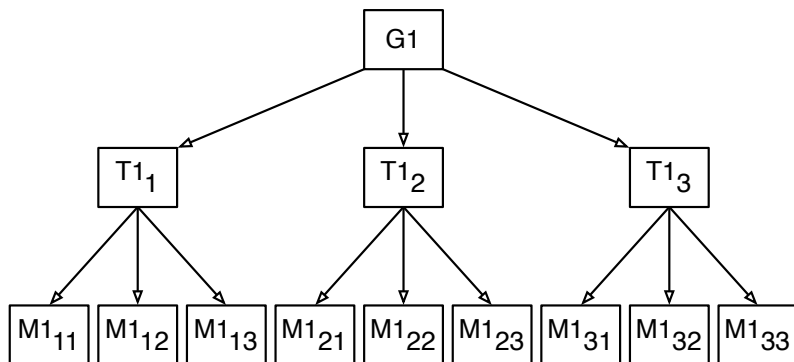 G1
T1₁ T1₂ T1₃
M1₁₁ M1₁₂ M1₁₃ M1₂₁ M1₂₂ M1₂₃ M1₃₁ M1₃₂ M1₃₃